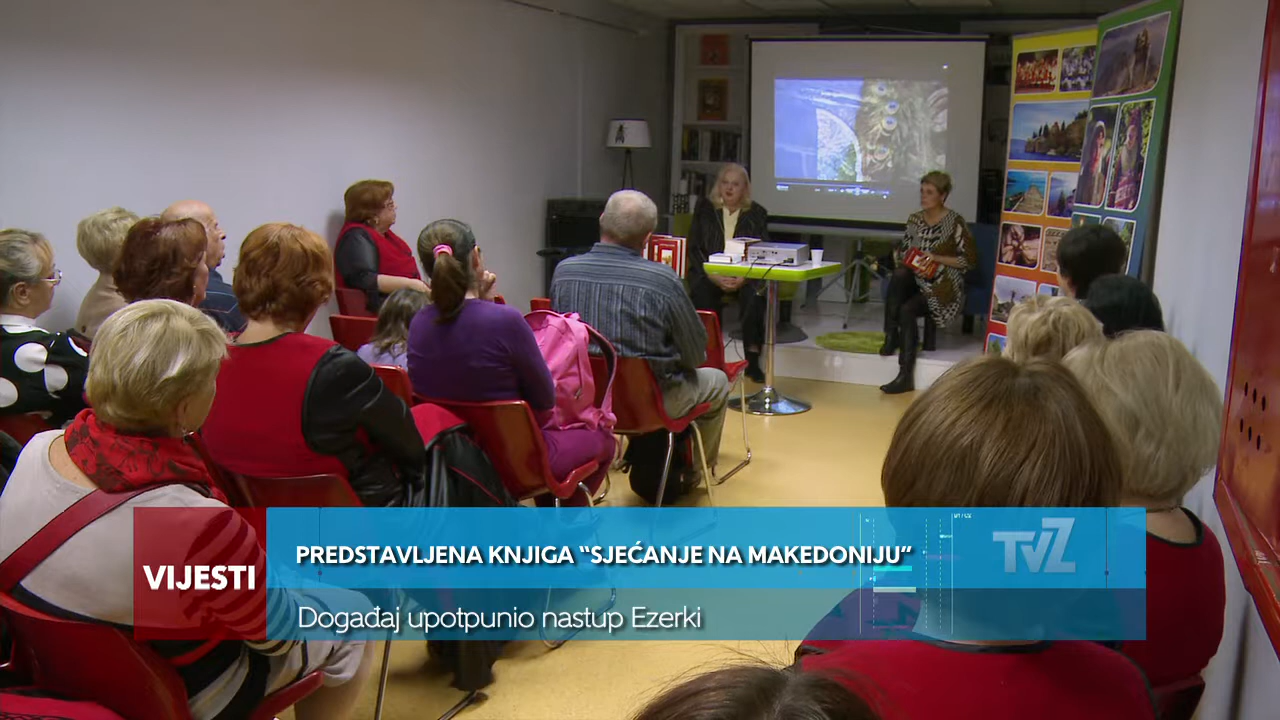 PREDSTAVLJENA KNJIGA “SJEĆANJE NA MAKEDONIJU”
TVZ
VIJESTI
Događaj upotpunio nastup Ezerki